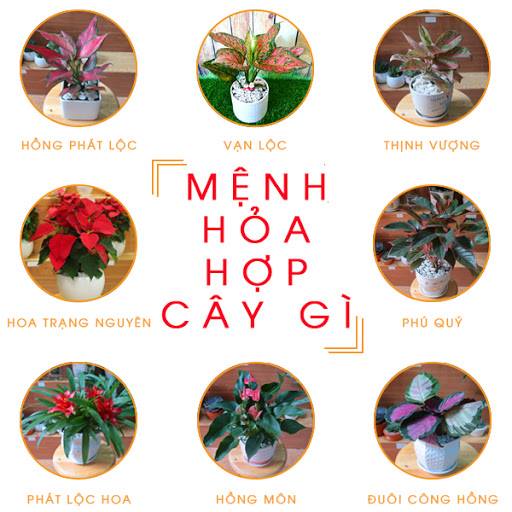 HỒNG PHÁT LỘC
VẠN LỘC
THỊNH VƯỢNG
MỆNH
HỎA
HỢP
CÂY GÌ
HOA TRẠNG NGUYÊN
PHÚ QUÝ
PHÁT LỘC HOA
HỒNG MÔN
ĐUÔI CÔNG HỒNG